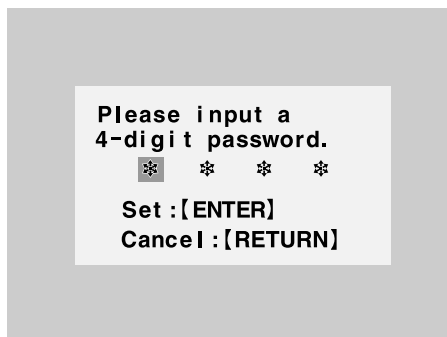 Please input a
4-digit password.
✽ ✽ ✽ ✽
Set :【ENTER】
Cancel :【RETURN】